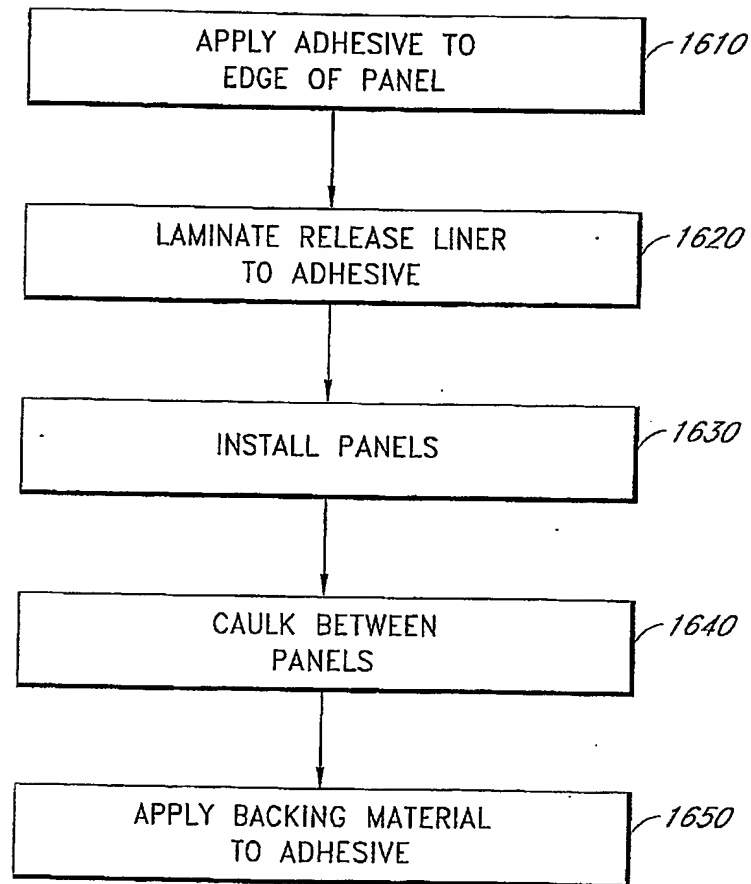 APPLY ADHESIVE TO
EDGE OF PANEL
1610
LAMINATE RELEASE LINER
TO ADHESIVE
1620
INSTALL PANELS
1630
CAULK BETWEEN
PANELS
1640
APPLY BACKING MATERIAL
TO ADHESIVE
1650